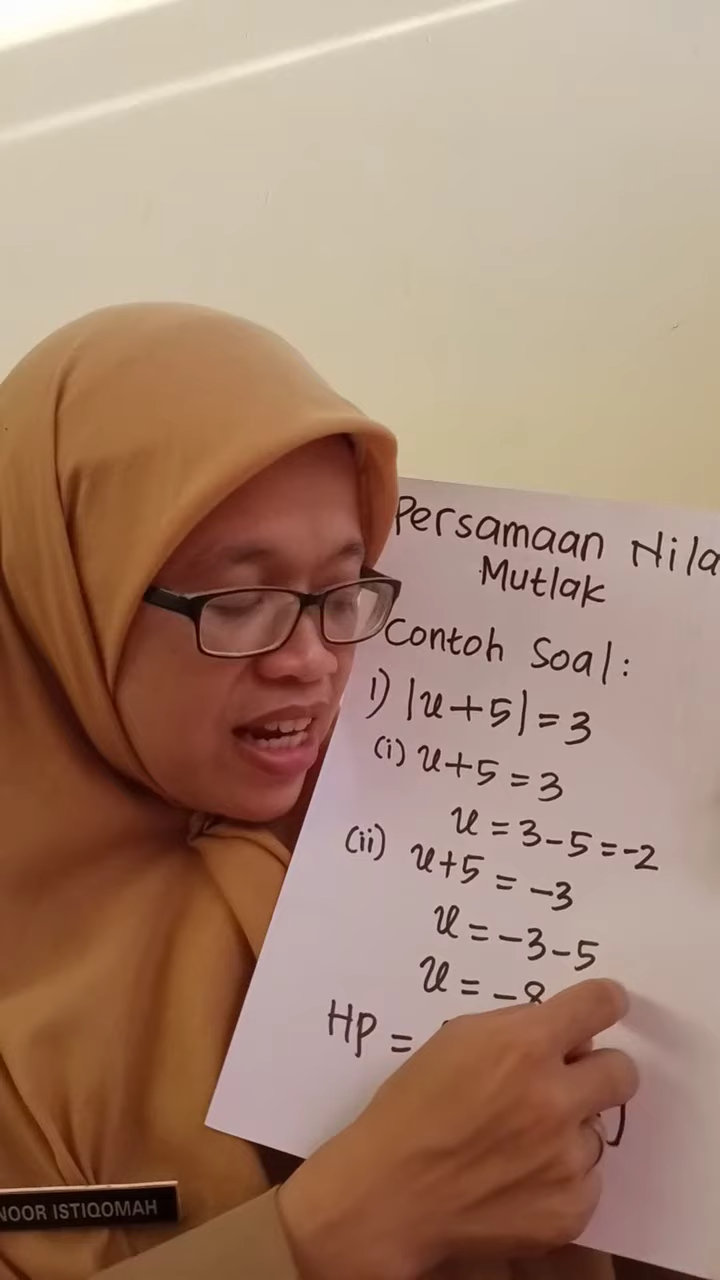 Persamaan Nila
Mutlak
Contoh Soal:
1) |x+5| = 3
(i) x+5 = 3
x = 3-5 = -2
(ii) x+5 = -3
x = -3-5
x = -8
Hp =
NOOR ISTIQOMAH